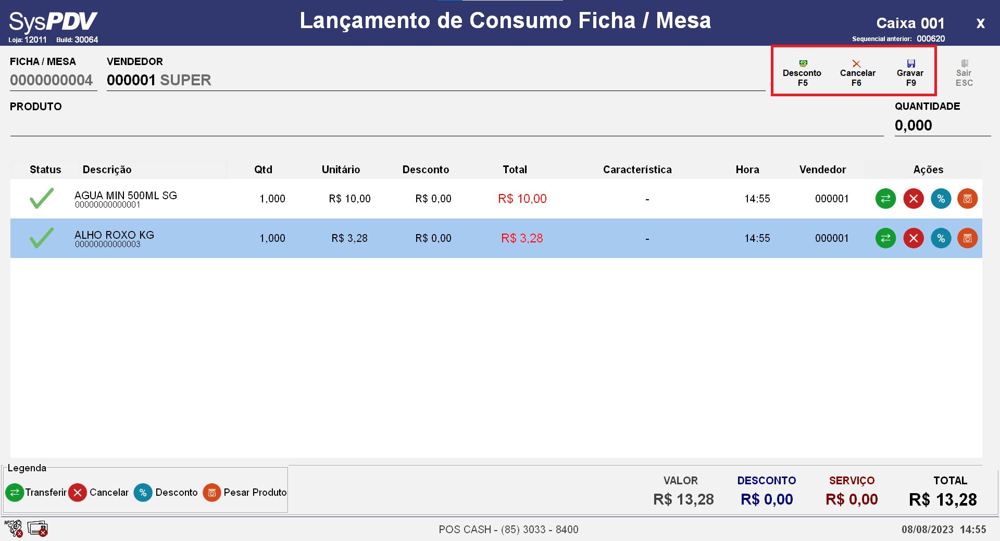 SysPDV
Loja: 12011 Build: 30064
Lançamento de Consumo Ficha / Mesa
Caixa 001
X
Sequencial anterior: 000620
FICHA / MESA
0000000004
VENDEDOR
000001 SUPER
Desconto
F5
Cancelar
F6
Gravar
F9
Sair
ESC
PRODUTO
QUANTIDADE
0,000
Status Descrição Qtd Unitário Desconto Total Característica Hora Vendedor Ações
AGUA MIN 500ML SG 1,000 R$ 10,00 R$ 0,00 R$ 10,00 - 14:55 000001 %
00000000000001
ALHO ROXO KG 1,000 R$ 3,28 R$ 0,00 R$ 3,28 - 14:55 000001 %
00000000000003
Legenda
Transferir Cancelar % Desconto Pesar Produto
VALOR DESCONTO SERVIÇO TOTAL
R$ 13,28 R$ 0,00 R$ 0,00 R$ 13,28
NFC
POS CASH - (85) 3033 - 8400
08/08/2023 14:55